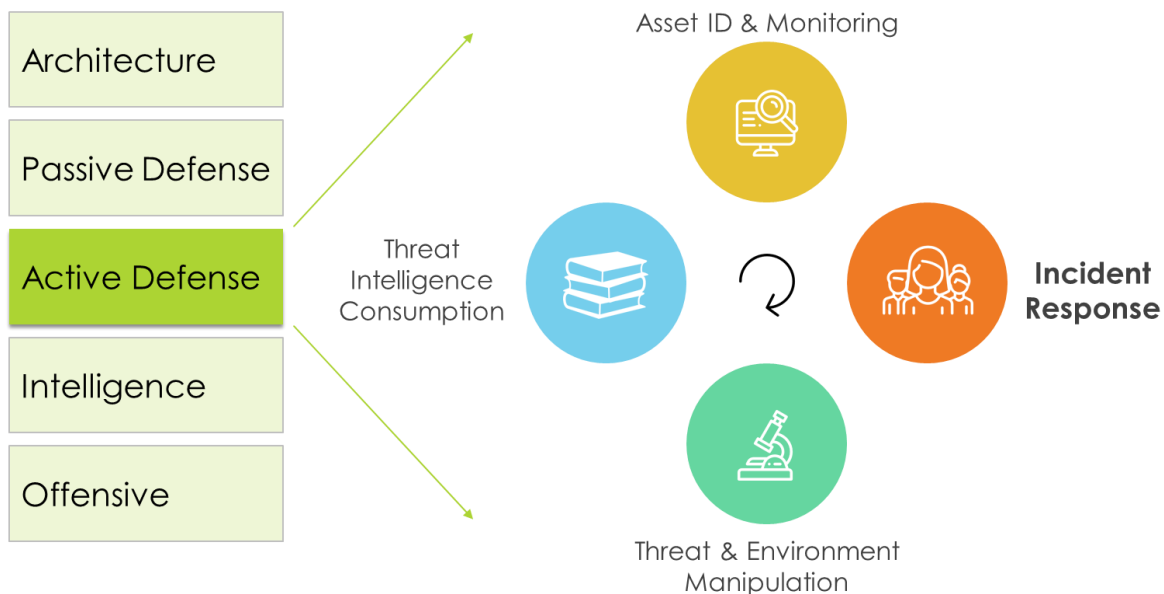 Architecture
Passive Defense
Active Defense
Intelligence
Offensive
Asset ID & Monitoring
Threat
Intelligence
Consumption
Incident
Response
Threat & Environment
Manipulation